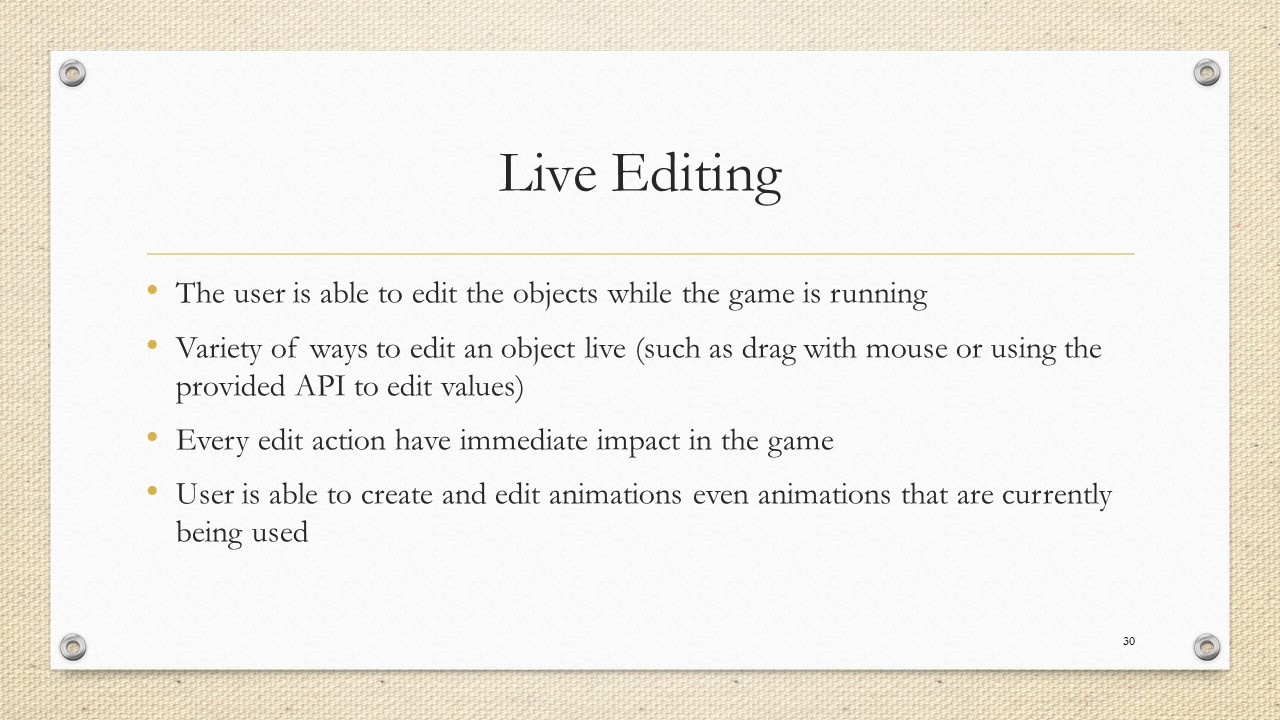 Live Editing
• The user is able to edit the objects while the game is running
• Variety of ways to edit an object live (such as drag with mouse or using the
provided API to edit values)
• Every edit action have immediate impact in the game
• User is able to create and edit animations even animations that are currently
being used
30